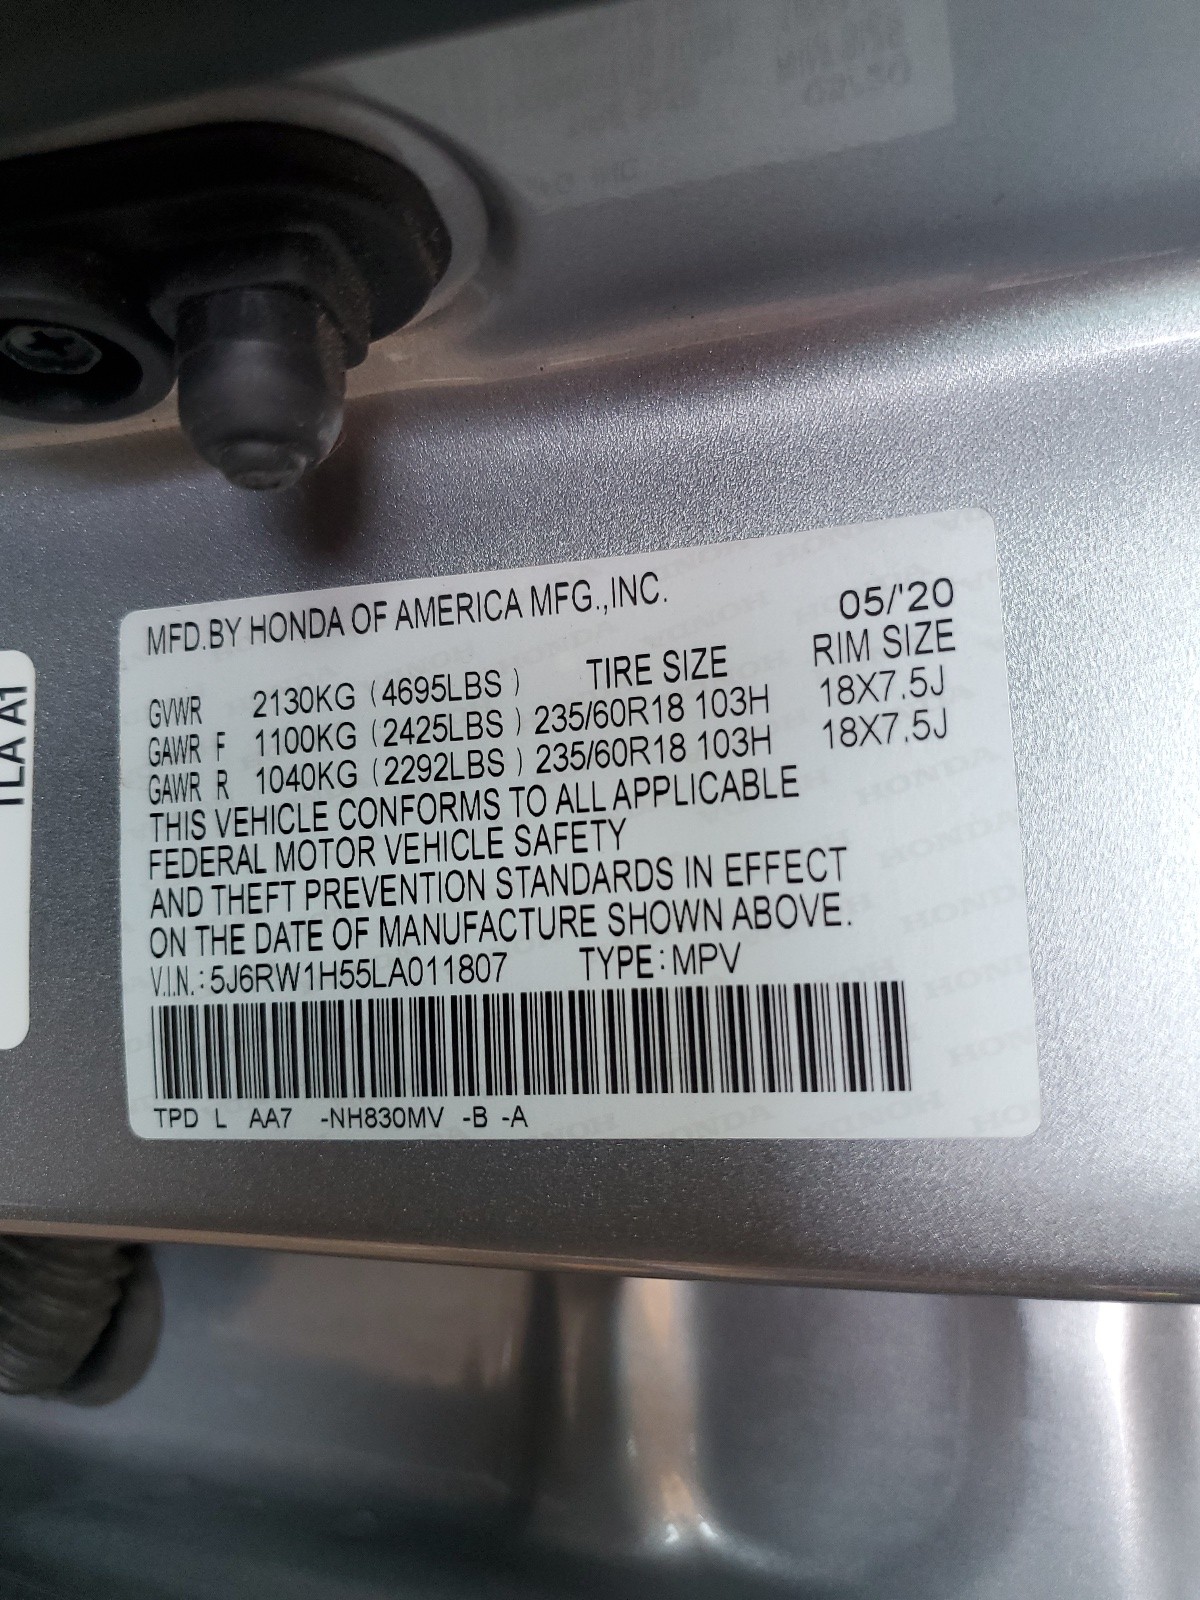 MFD.BY HONDA OF AMERICA MFG.,INC. 05/'20
TIRE SIZE RIM SIZE
GVWR 2130KG (4695LBS)
GAWR F 1100KG (2425LBS) 235/60R18 103H 18X7.5J
GAWR R 1040KG (2292LBS) 235/60R18 103H 18X7.5J
THIS VEHICLE CONFORMS TO ALL APPLICABLE
FEDERAL MOTOR VEHICLE SAFETY
AND THEFT PREVENTION STANDARDS IN EFFECT
ON THE DATE OF MANUFACTURE SHOWN ABOVE.
V.I.N.: 5J6RW1H55LA011807 TYPE: MPV
TPD L AA7 -NH830MV -B -A
TLA A1